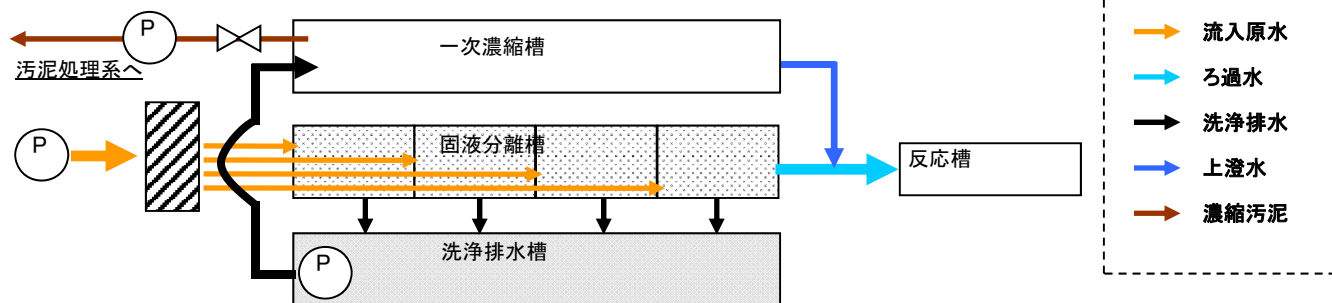 P
一次濃縮槽
汚泥処理系へ
P
固液分離槽
反応槽
洗浄排水槽
P
流入原水
ろ過水
洗浄排水
上澄水
濃縮汚泥